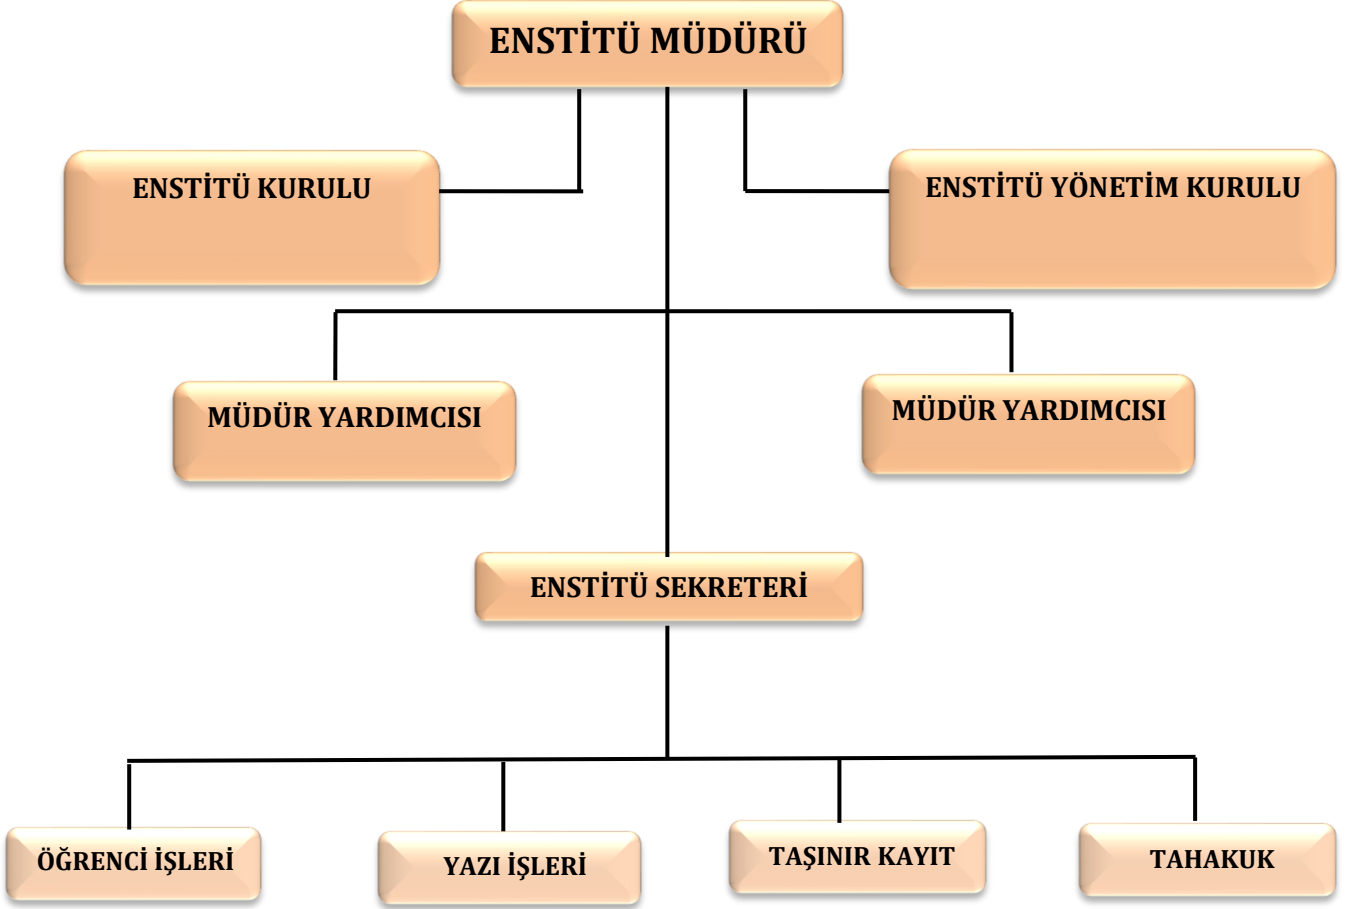 ENSTİTÜ MÜDÜRÜ
ENSTİTÜ KURULU
ENSTİTÜ YÖNETİM KURULU
MÜDÜR YARDIMCISI
MÜDÜR YARDIMCISI
ENSTİTÜ SEKRETERİ
ÖĞRENCİ İŞLERİ
YAZI İŞLERİ
TAŞINIR KAYIT
TAHAKUK